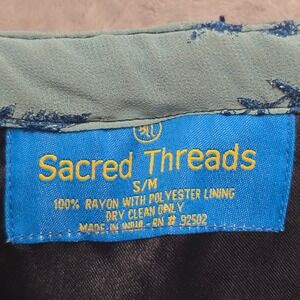 Sacred Threads
S/M
100% RAYON WITH POLYESTER LINING
DRY CLEAN ONLY
MADE IN INDIA - RN # 92502